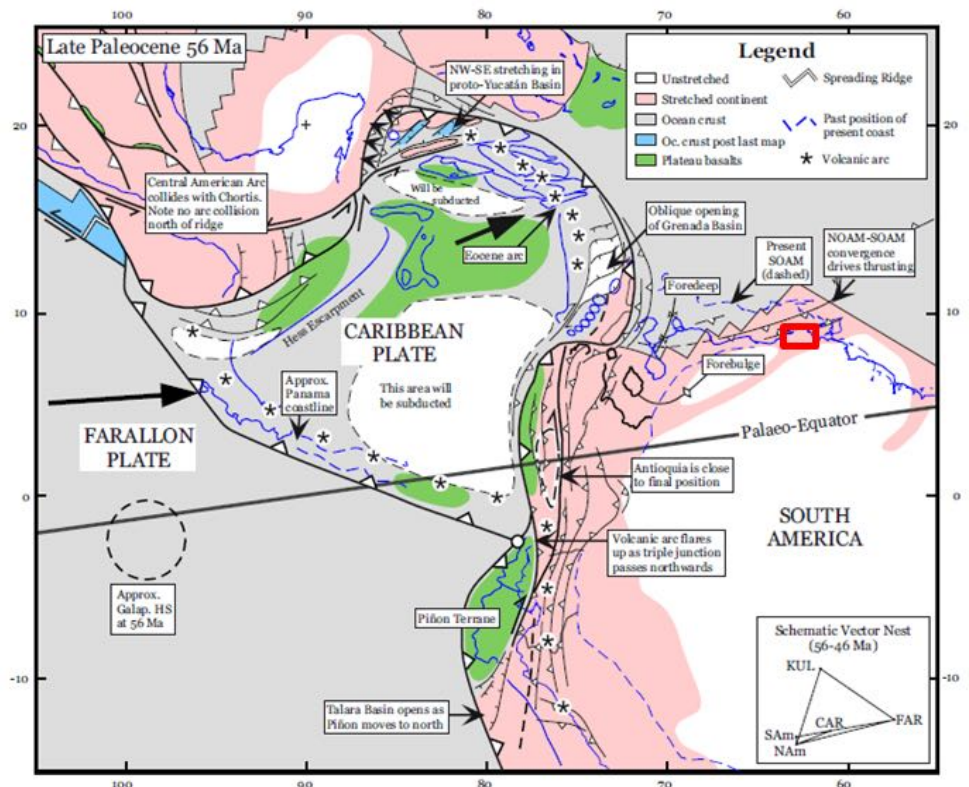 100
90
80
70
60
Late Paleocene 56 Ma
NW-SE stretching in
proto-Yucatán Basin
Legend
Unstretched
Stretched continent
Ocean crust
Oc. crust post last map
Plateau basalts
Spreading Ridge
Past position of
present coast
Volcanic arc
20
20
Central American Arc
collides with Chortis.
Note no arc collision
north of ridge
Will be
subducted
Eocene arc
Oblique opening
of Grenada Basin
Present
SOAM
(dashed)
NOAM-SOAM
convergence
drives thrusting
Foredeep
10
10
Hess Escarpment
CARIBBEAN
PLATE
This area will
be subducted
Forebulge
Approx.
Panama
coastline
FARALLON
PLATE
Palaeo-Equator
Antioquia is close
to final position
0
0
SOUTH
AMERICA
Volcanic arc flares
up as triple junction
passes northwards
Approx.
Galap. HS
at 56 Ma
Piñon Terrane
Schematic Vector Nest
(56-46 Ma)
KUL
CAR
FAR
SAm
NAm
-10
-10
Talara Basin opens as
Piñon moves to north
100
90
80
70
60